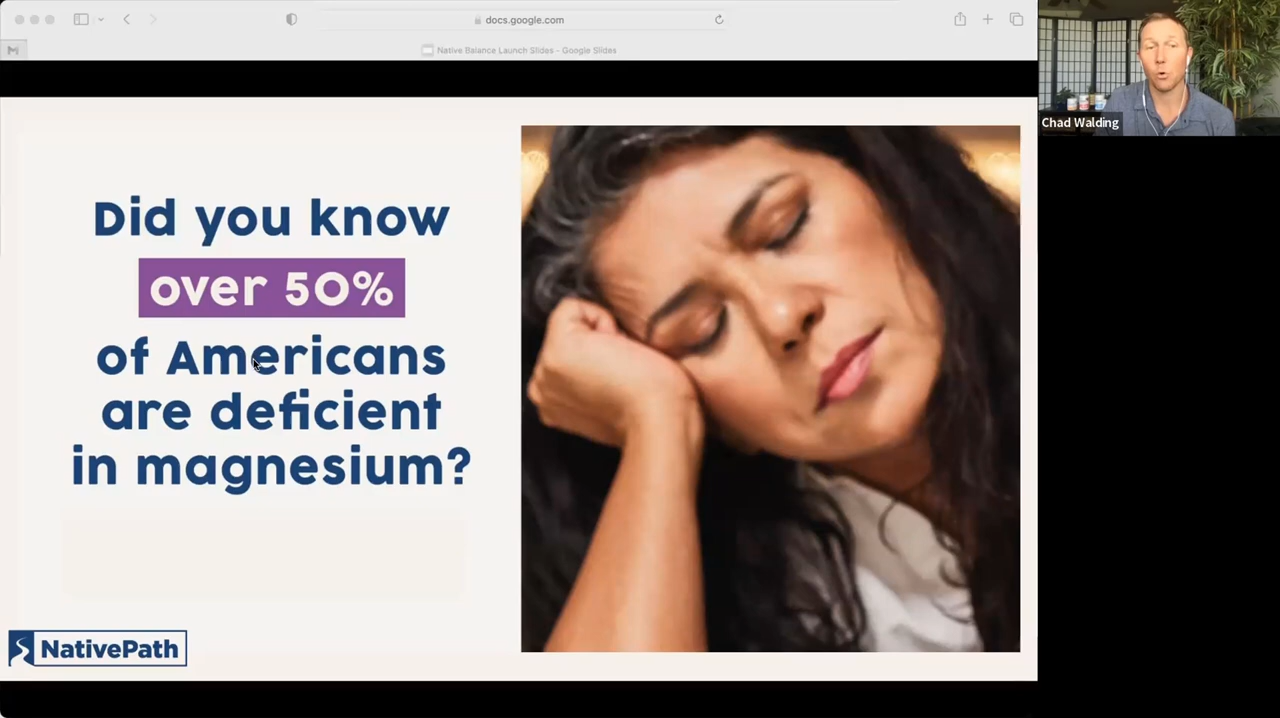 docs.google.com
Native Balance Launch Slides - Google Slides
Chad Walding
Did you know
over 50%
of Americans
are deficient
in magnesium?
NativePath